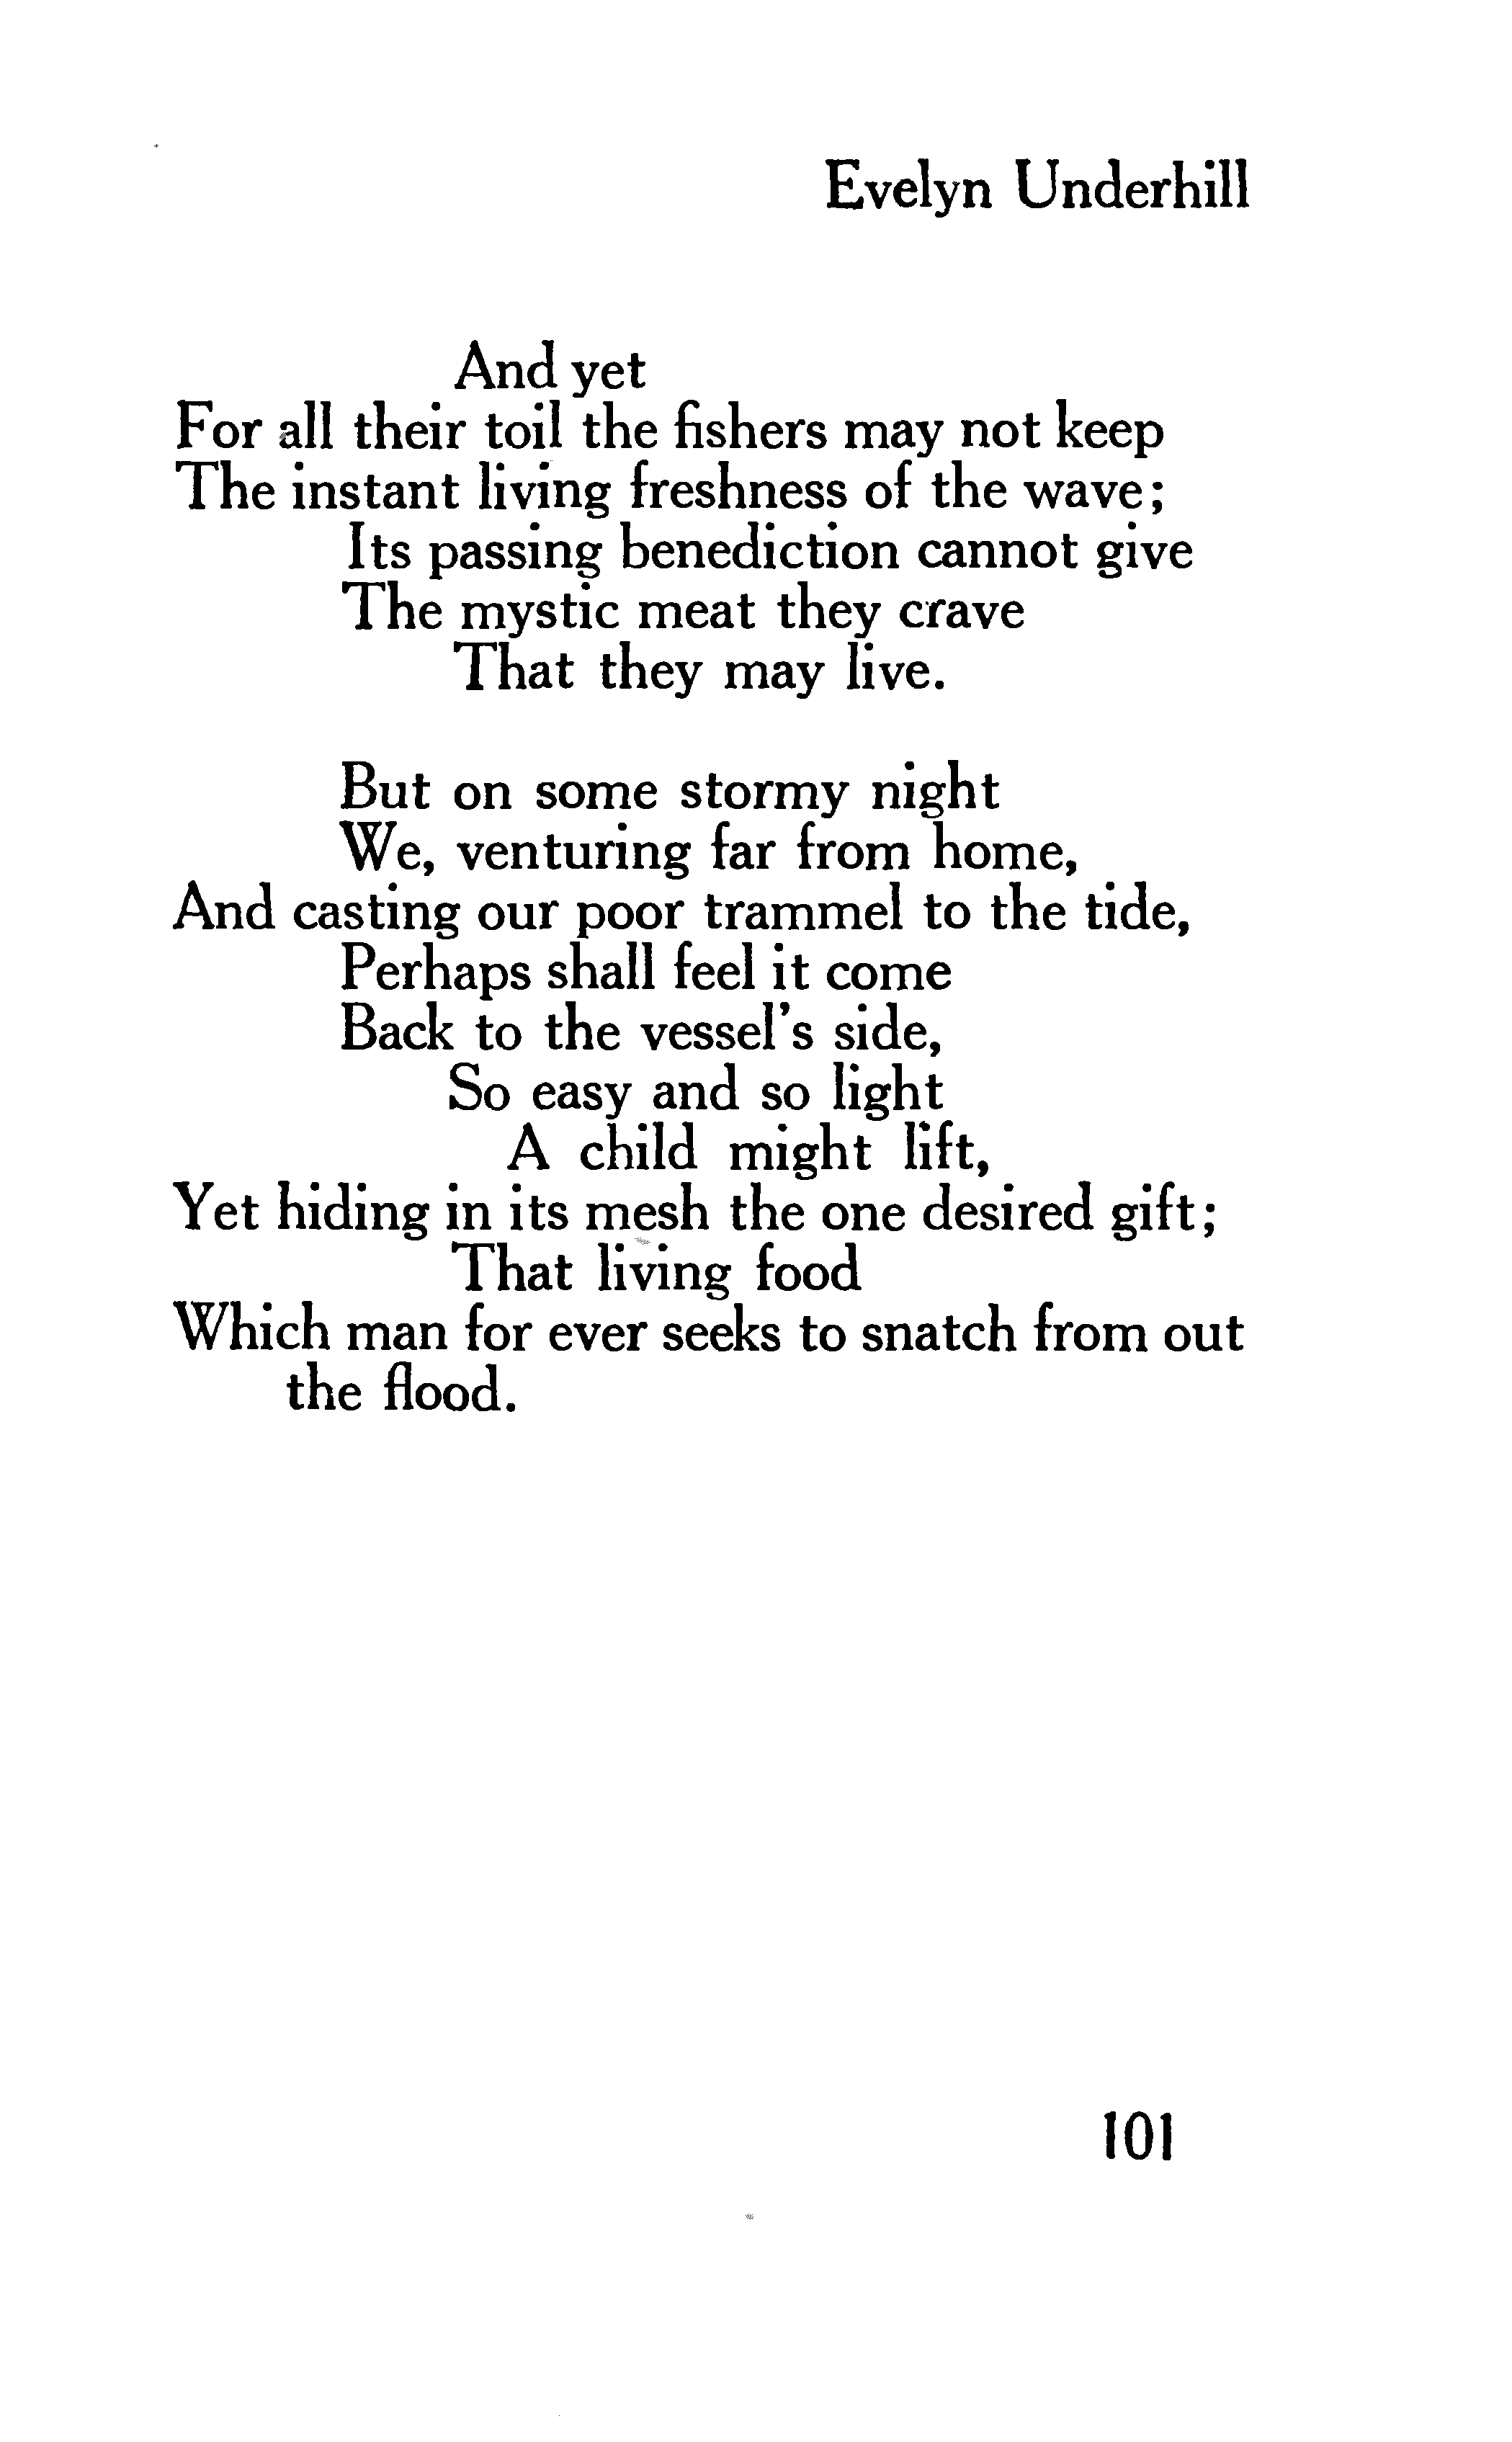 Evelyn Underhill
And yet
For all their toil the fishers may not keep
The instant living freshness of the wave;
Its passing benediction cannot give
The mystic meat they crave
That they may live.
But on some stormy night
We, venturing far from home,
And casting our poor trammel to the tide,
Perhaps shall feel it come
Back to the vessel's side,
So easy and so light
A child might lift,
Yet hiding in its mesh the one desired gift;
That living food
Which man for ever seeks to snatch from out
the flood.
101